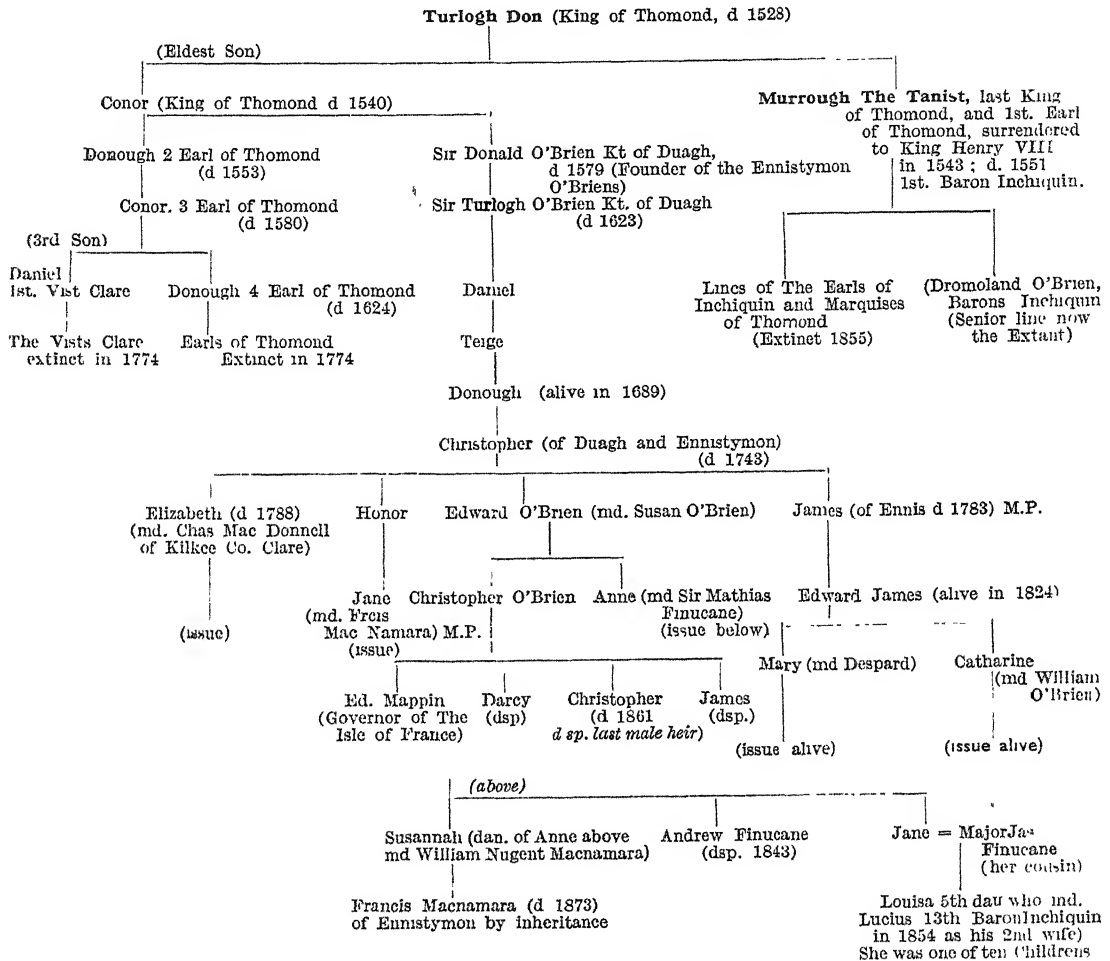 Turlogh Don (King of Thomond, d 1528)
(Eldest Son)
Conor (King of Thomond d 1540)
Murrough The Tanist, last King
of Thomond, and 1st. Earl
of Thomond, surrendered
to King Henry VIII
in 1543 ; d. 1551
1st. Baron Inchiquin.
Donough 2 Earl of Thomond
(d 1553)
Sir Donald O'Brien Kt of Duagh,
d 1579 (Founder of the Ennistymon
O'Briens)
Conor. 3 Earl of Thomond
(d 1580)
Sir Turlogh O'Brien Kt. of Duagh
(d 1623)
(3rd Son)
Daniel
1st. Vist Clare
Donough 4 Earl of Thomond
(d 1624)
Daniel
Lines of The Earls of
Inchiquin and Marquises
of Thomond
(Extinet 1855)
(Dromoland O'Brien,
Barons Inchiquin
(Senior line now
the Extant)
The Vists Clare
extinct in 1774
Earls of Thomond
Extinct in 1774
Teige
Donough (alive in 1689)
Christopher (of Duagh and Ennistymon)
(d 1743)
Elizabeth (d 1788)
(md. Chas Mac Donnell
of Kilkee Co. Clare)
Honor
Edward O'Brien (md. Susan O'Brien)
James (of Ennis d 1783) M.P.
(issue)
Jane
(md. Freis
Mac Namara) M.P.
(issue)
Christopher O'Brien
Anne (md Sir Mathias
Finucane)
(issue below)
Edward James (alive in 1824)
Mary (md Despard)
Catharine
(md William
O'Brien)
Ed. Mappin
(Governor of The
Isle of France)
Darcy
(dsp)
Christopher
(d 1861
d sp. last male heir)
James
(dsp.)
(issue alive)
(issue alive)
(above)
Susannah (dan. of Anne above
md William Nugent Macnamara)
Andrew Finucane
(dsp. 1843)
Jane = Major Jas
Finucane
(her cousin)
Francis Macnamara (d 1873)
of Ennistymon by inheritance
Louisa 5th dau who md.
Lucius 13th Baron Inchiquin
in 1854 as his 2nd wife)
She was one of ten Childrens